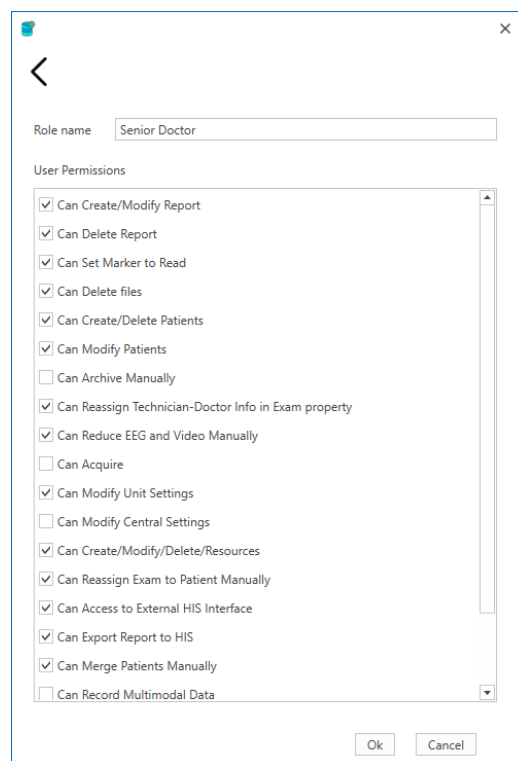 Role name
Senior Doctor
User Permissions
Can Create/Modify Report
Can Delete Report
Can Set Marker to Read
Can Delete files
Can Create/Delete Patients
Can Modify Patients
Can Archive Manually
Can Reassign Technician-Doctor Info in Exam property
Can Reduce EEG and Video Manually
Can Acquire
Can Modify Unit Settings
Can Modify Central Settings
Can Create/Modify/Delete/Resources
Can Reassign Exam to Patient Manually
Can Access to External HIS Interface
Can Export Report to HIS
Can Merge Patients Manually
Can Record Multimodal Data
Ok Cancel